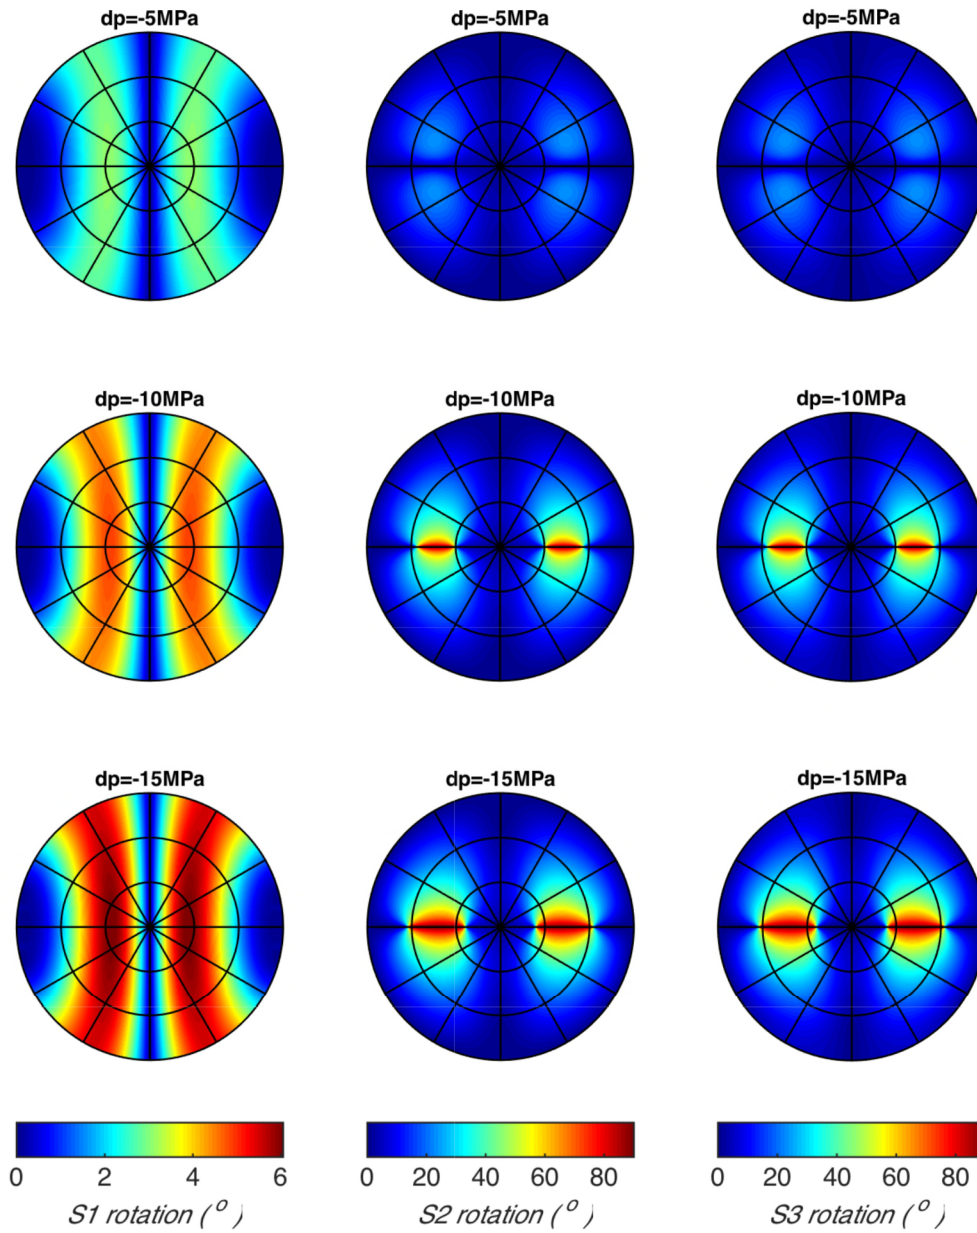 dp=-5MPa dp=-5MPa dp=-5MPa
dp=-10MPa dp=-10MPa dp=-10MPa
dp=-15MPa dp=-15MPa dp=-15MPa
0 2 4 6 0 20 40 60 80 0 20 40 60 80
S1 rotation ( o ) S2 rotation ( o ) S3 rotation ( o )